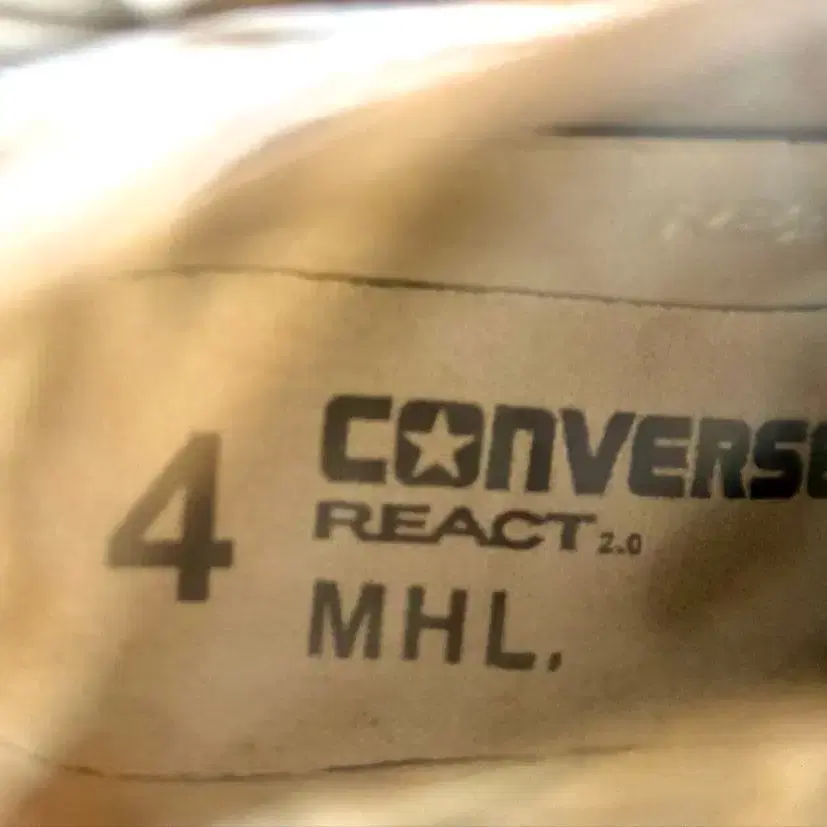 4
CONVERSE
REACT 2.0
MHL.